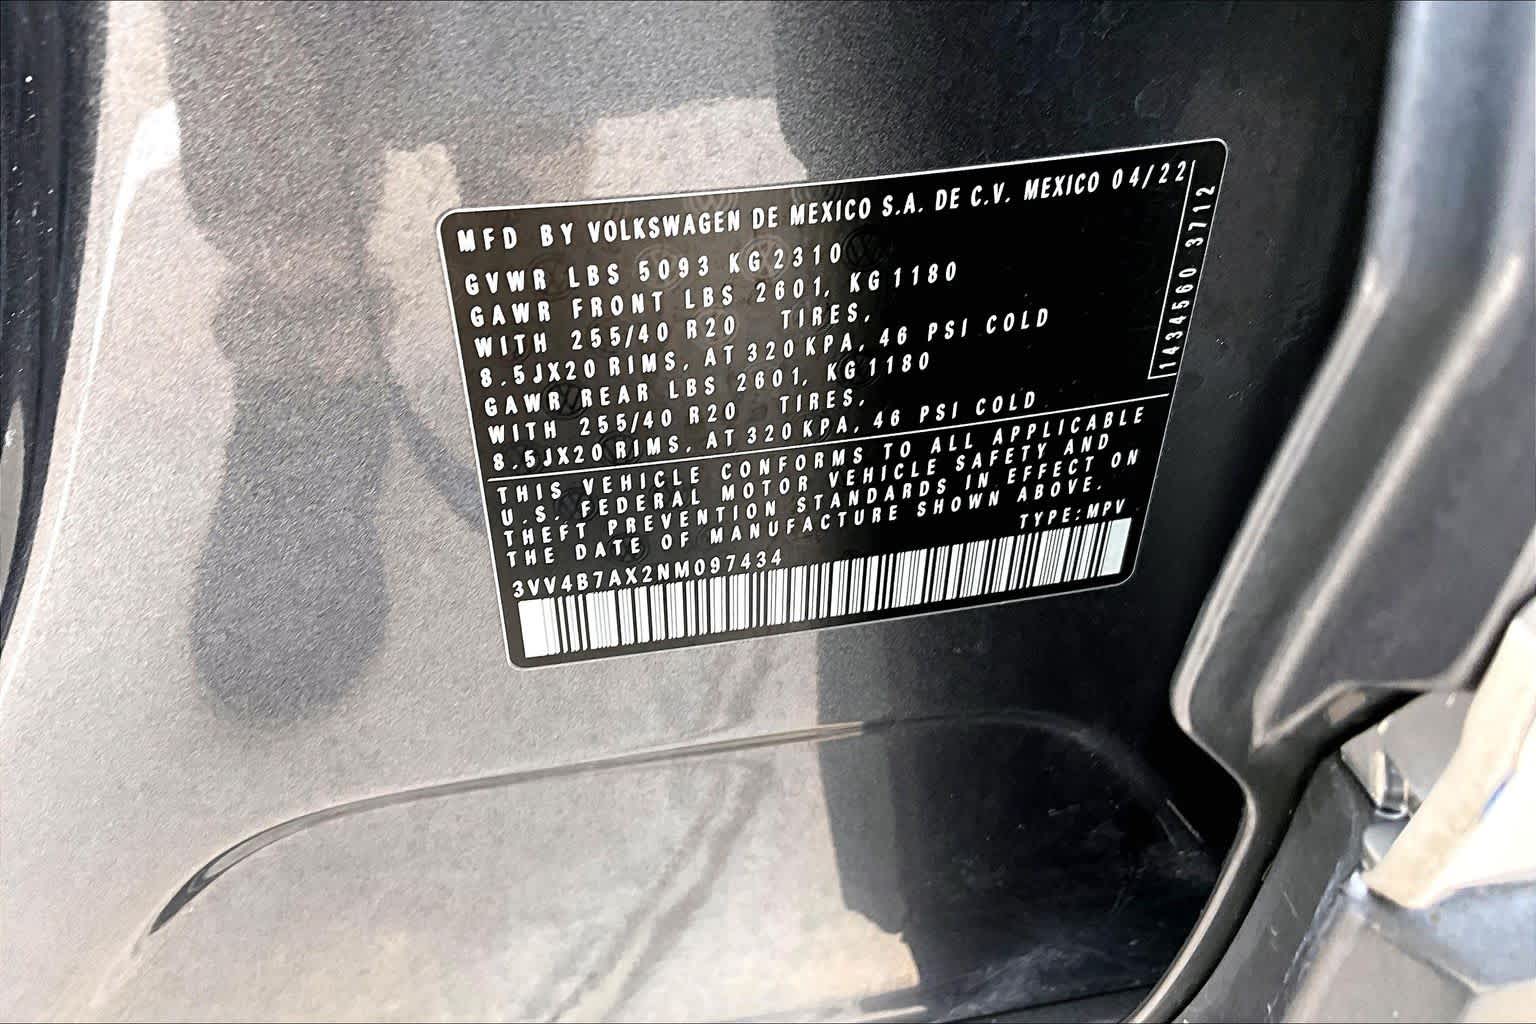 MFD BY VOLKSWAGEN DE MEXICO S.A. DE C.V. MEXICO 04/22
GVWR LBS 5093 KG 2310
GAWR FRONT LBS 2601, KG 1180
WITH 255/40 R20 TIRES,
8.5JX20 RIMS, AT 320 KPA, 46 PSI COLD
GAWR REAR LBS 2601, KG 1180
WITH 255/40 R20 TIRES,
8.5JX20 RIMS, AT 320 KPA, 46 PSI COLD
THIS VEHICLE CONFORMS TO ALL APPLICABLE
U.S. FEDERAL MOTOR VEHICLE SAFETY AND
THEFT PREVENTION STANDARDS IN EFFECT ON
THE DATE OF MANUFACTURE SHOWN ABOVE.
TYPE: MPV
3VV4B7AX2NM097434
1434560 3712